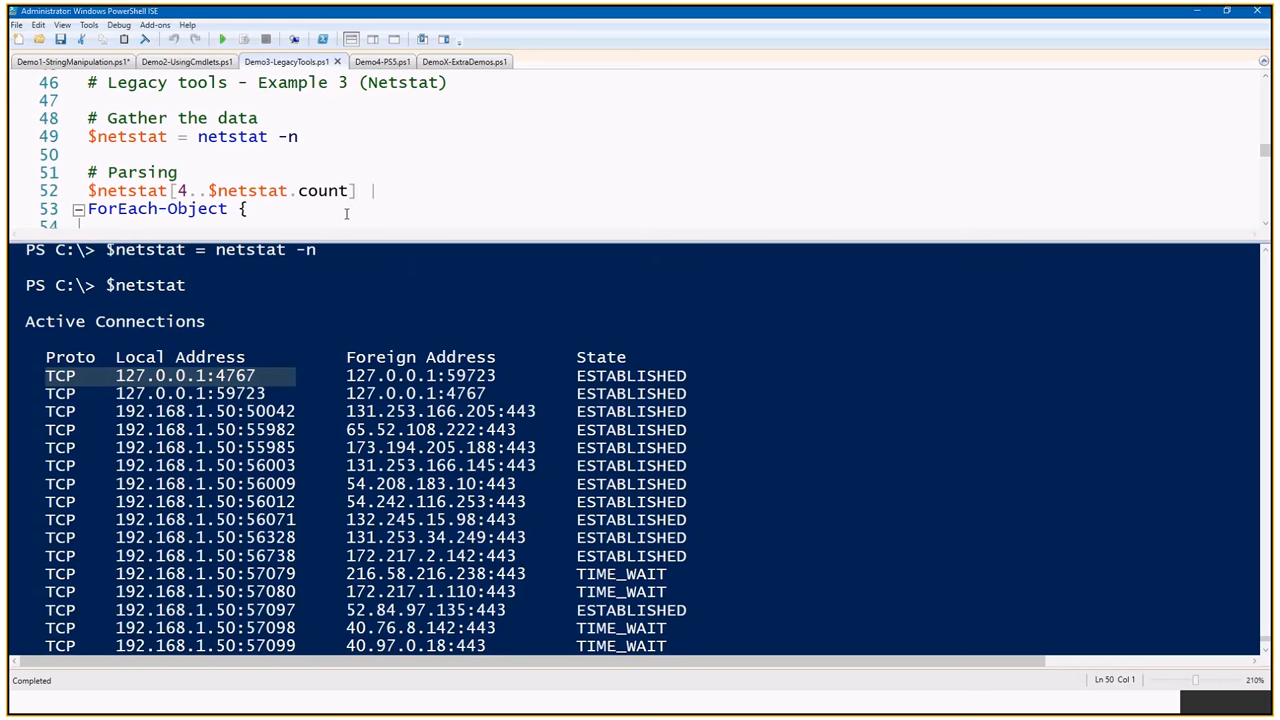 Administrator: Windows PowerShell ISE
File Edit View Tools Debug Add-ons Help
Demo1-StringManipulation.ps1* Demo2-UsingCmdlets.ps1 Demo3-LegacyTools.ps1 Demo4-PS5.ps1 DemoX-ExtraDemos.ps1
46 # Legacy tools - Example 3 (Netstat)
47
48 # Gather the data
49 $netstat = netstat -n
50
51 # Parsing
52 $netstat[4..$netstat.count] |
53 ForEach-Object {
54
PS C:\> $netstat = netstat -n
PS C:\> $netstat
Active Connections
Proto Local Address Foreign Address State
TCP 127.0.0.1:4767 127.0.0.1:59723 ESTABLISHED
TCP 127.0.0.1:59723 127.0.0.1:4767 ESTABLISHED
TCP 192.168.1.50:50042 131.253.166.205:443 ESTABLISHED
TCP 192.168.1.50:55982 65.52.108.222:443 ESTABLISHED
TCP 192.168.1.50:55985 173.194.205.188:443 ESTABLISHED
TCP 192.168.1.50:56003 131.253.166.145:443 ESTABLISHED
TCP 192.168.1.50:56009 54.208.183.10:443 ESTABLISHED
TCP 192.168.1.50:56012 54.242.116.253:443 ESTABLISHED
TCP 192.168.1.50:56071 132.245.15.98:443 ESTABLISHED
TCP 192.168.1.50:56328 131.253.34.249:443 ESTABLISHED
TCP 192.168.1.50:56738 172.217.2.142:443 ESTABLISHED
TCP 192.168.1.50:57079 216.58.216.238:443 TIME_WAIT
TCP 192.168.1.50:57080 172.217.1.110:443 TIME_WAIT
TCP 192.168.1.50:57097 52.84.97.135:443 ESTABLISHED
TCP 192.168.1.50:57098 40.76.8.142:443 TIME_WAIT
TCP 192.168.1.50:57099 40.97.0.18:443 TIME_WAIT
Completed Ln 50 Col 1 210%